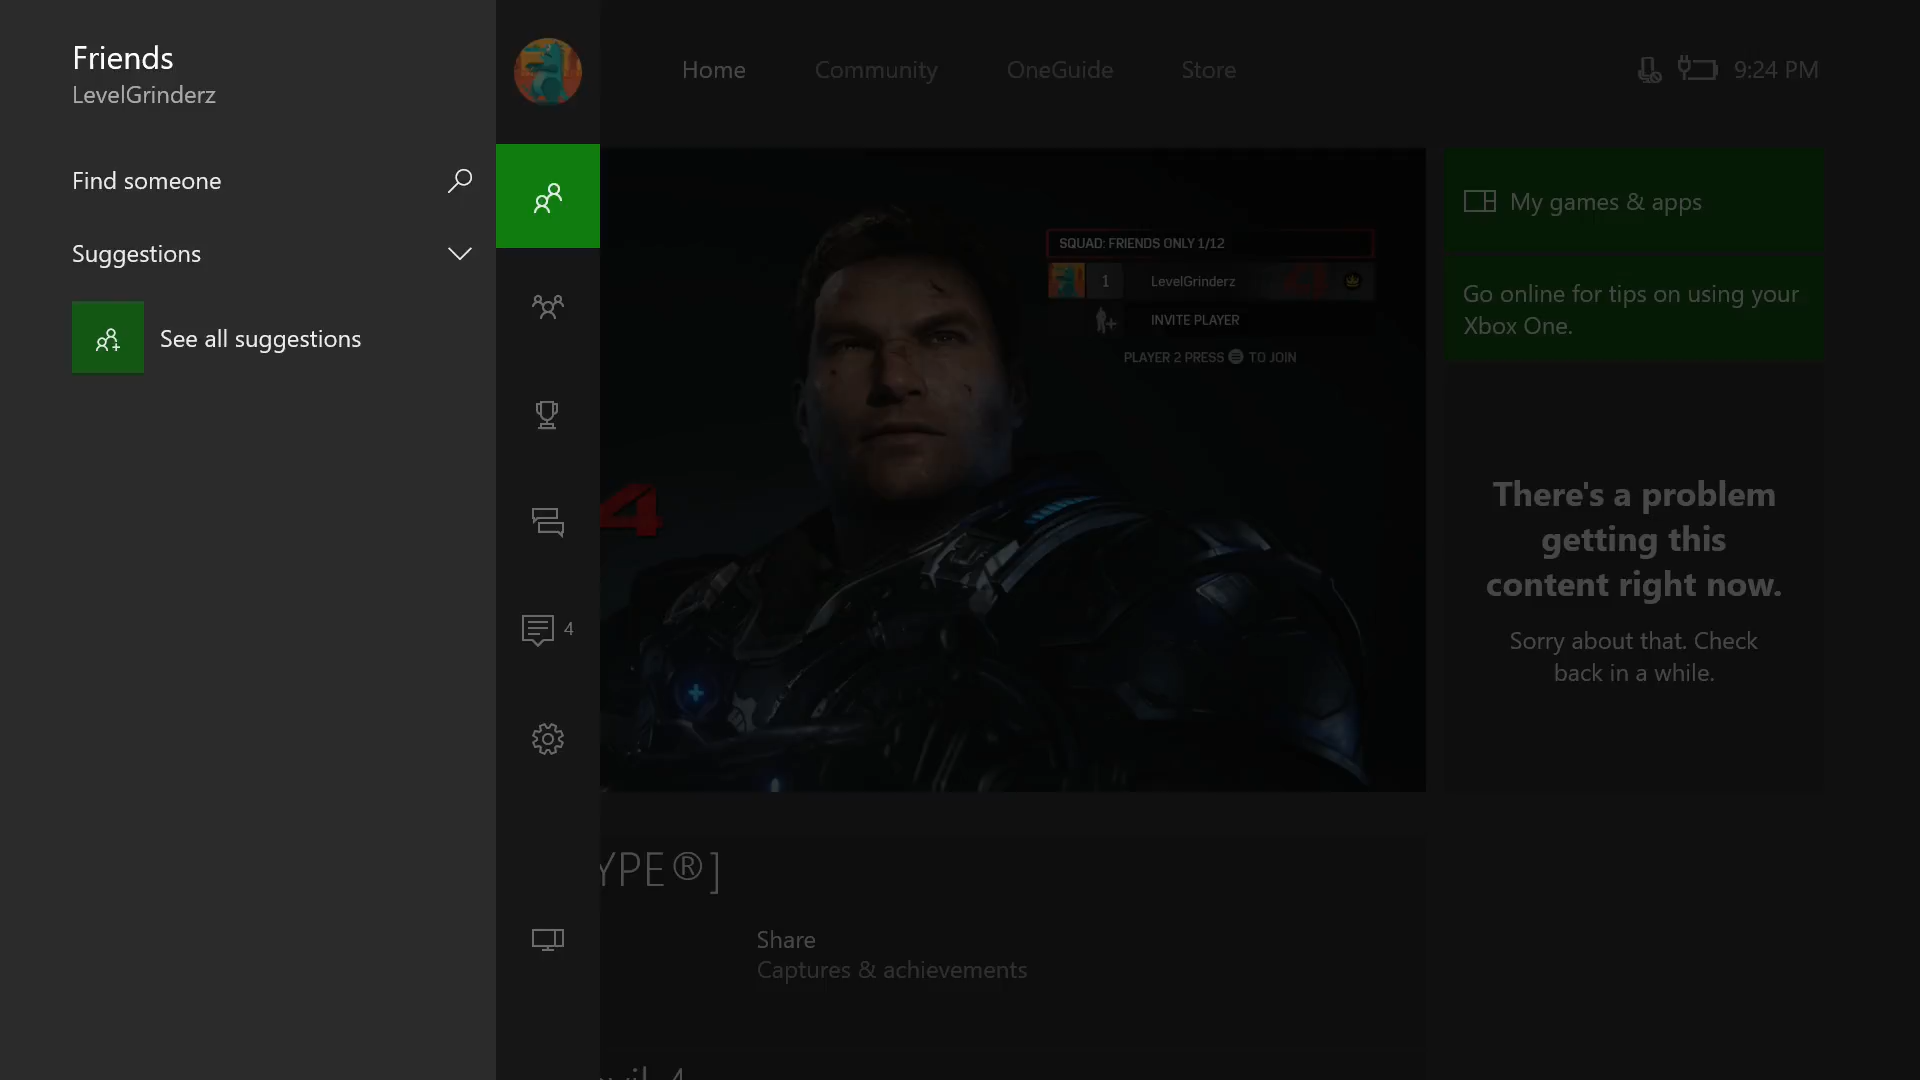 Friends
LevelGrinderz
Find someone
Suggestions
See all suggestions
4
Home
Community
OneGuide
Store
9:24 PM
SQUAD: FRIENDS ONLY 1/12
1
LevelGrinderz
INVITE PLAYER
PLAYER 2 PRESS TO JOIN
4
My games & apps
Go online for tips on using your
Xbox One.
There's a problem
getting this
content right now.
Sorry about that. Check
back in a while.
YPE®]
Share
Captures & achievements